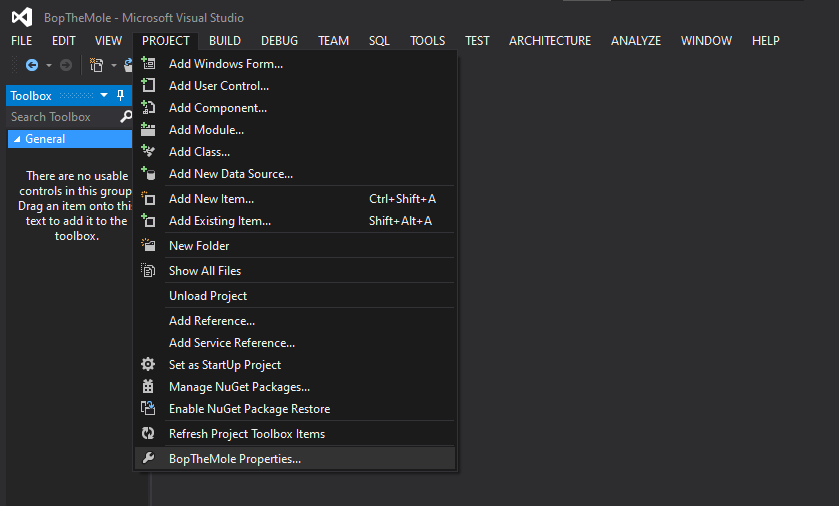 BopTheMole - Microsoft Visual Studio
FILE EDIT VIEW PROJECT BUILD DEBUG TEAM SQL TOOLS TEST ARCHITECTURE ANALYZE WINDOW HELP
Toolbox
Search Toolbox
General
There are no usable
controls in this group.
Drag an item onto this
text to add it to the
toolbox.
Add Windows Form...
Add User Control...
Add Component...
Add Module...
Add Class...
Add New Data Source...
Add New Item... Ctrl+Shift+A
Add Existing Item... Shift+Alt+A
New Folder
Show All Files
Unload Project
Add Reference...
Add Service Reference...
Set as StartUp Project
Manage NuGet Packages...
Enable NuGet Package Restore
Refresh Project Toolbox Items
BopTheMole Properties...